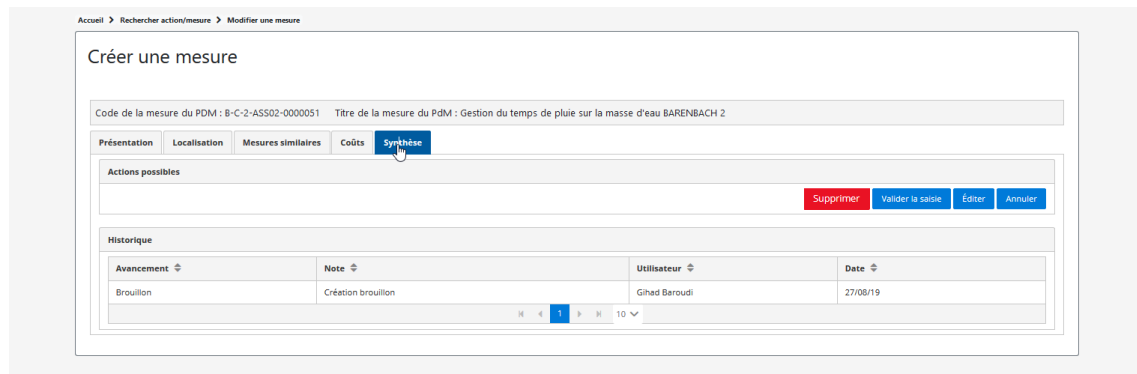 Accueil > Rechercher action/mesure > Modifier une mesure
Créer une mesure
Code de la mesure du PDM : B-C-2-ASS02-0000051 Titre de la mesure du PdM : Gestion du temps de pluie sur la masse d'eau BARENBACH 2
Présentation Localisation Mesures similaires Coûts Synthèse
Actions possibles
Supprimer Valider la saisie Éditer Annuler
Historique
Avancement Note Utilisateur Date
Brouillon Création brouillon Gihad Baroudi 27/08/19
1 10